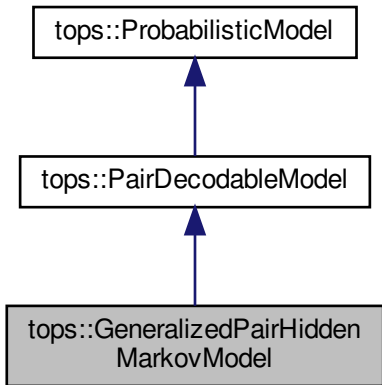 tops::ProbabilisticModel
tops::PairDecodableModel
tops::GeneralizedPairHidden
MarkovModel